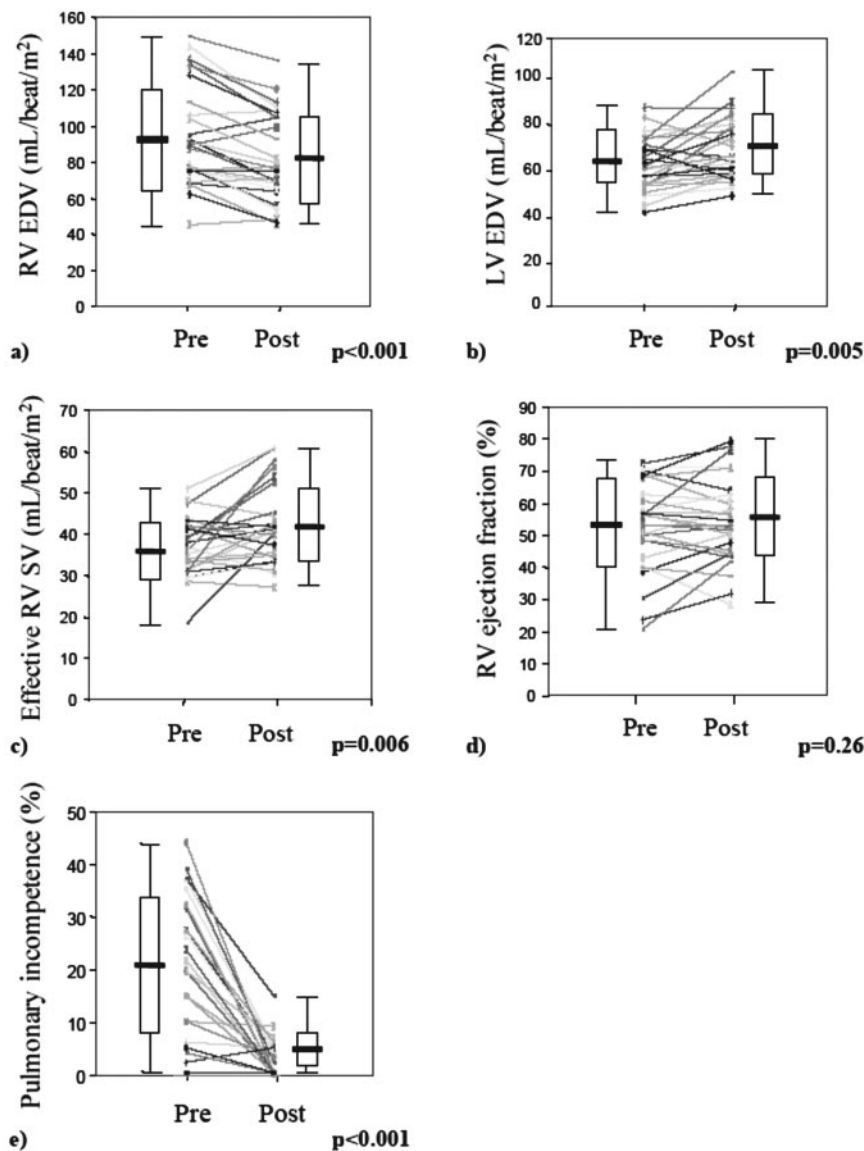 RV EDV (mL/beat/m²)
160
140
120
100
80
60
40
20
0
Pre Post
a) p<0.001
LV EDV (mL/beat/m²)
120
100
80
60
40
20
0
Pre Post
b) p=0.005
Effective RV SV (mL/beat/m²)
70
60
50
40
30
20
10
0
Pre Post
c) p=0.006
RV ejection fraction (%)
90
80
70
60
50
40
30
20
10
0
Pre Post
d) p=0.26
Pulmonary incompetence (%)
50
40
30
20
10
0
Pre Post
e) p<0.001